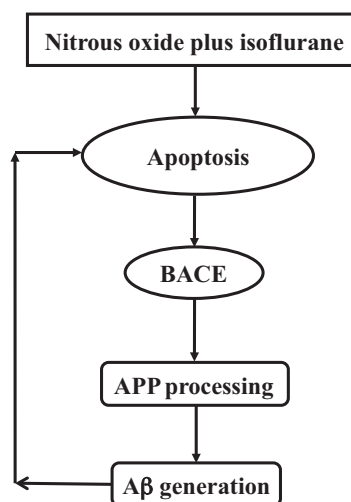 Nitrous oxide plus isoflurane
Apoptosis
BACE
APP processing
Aβ generation